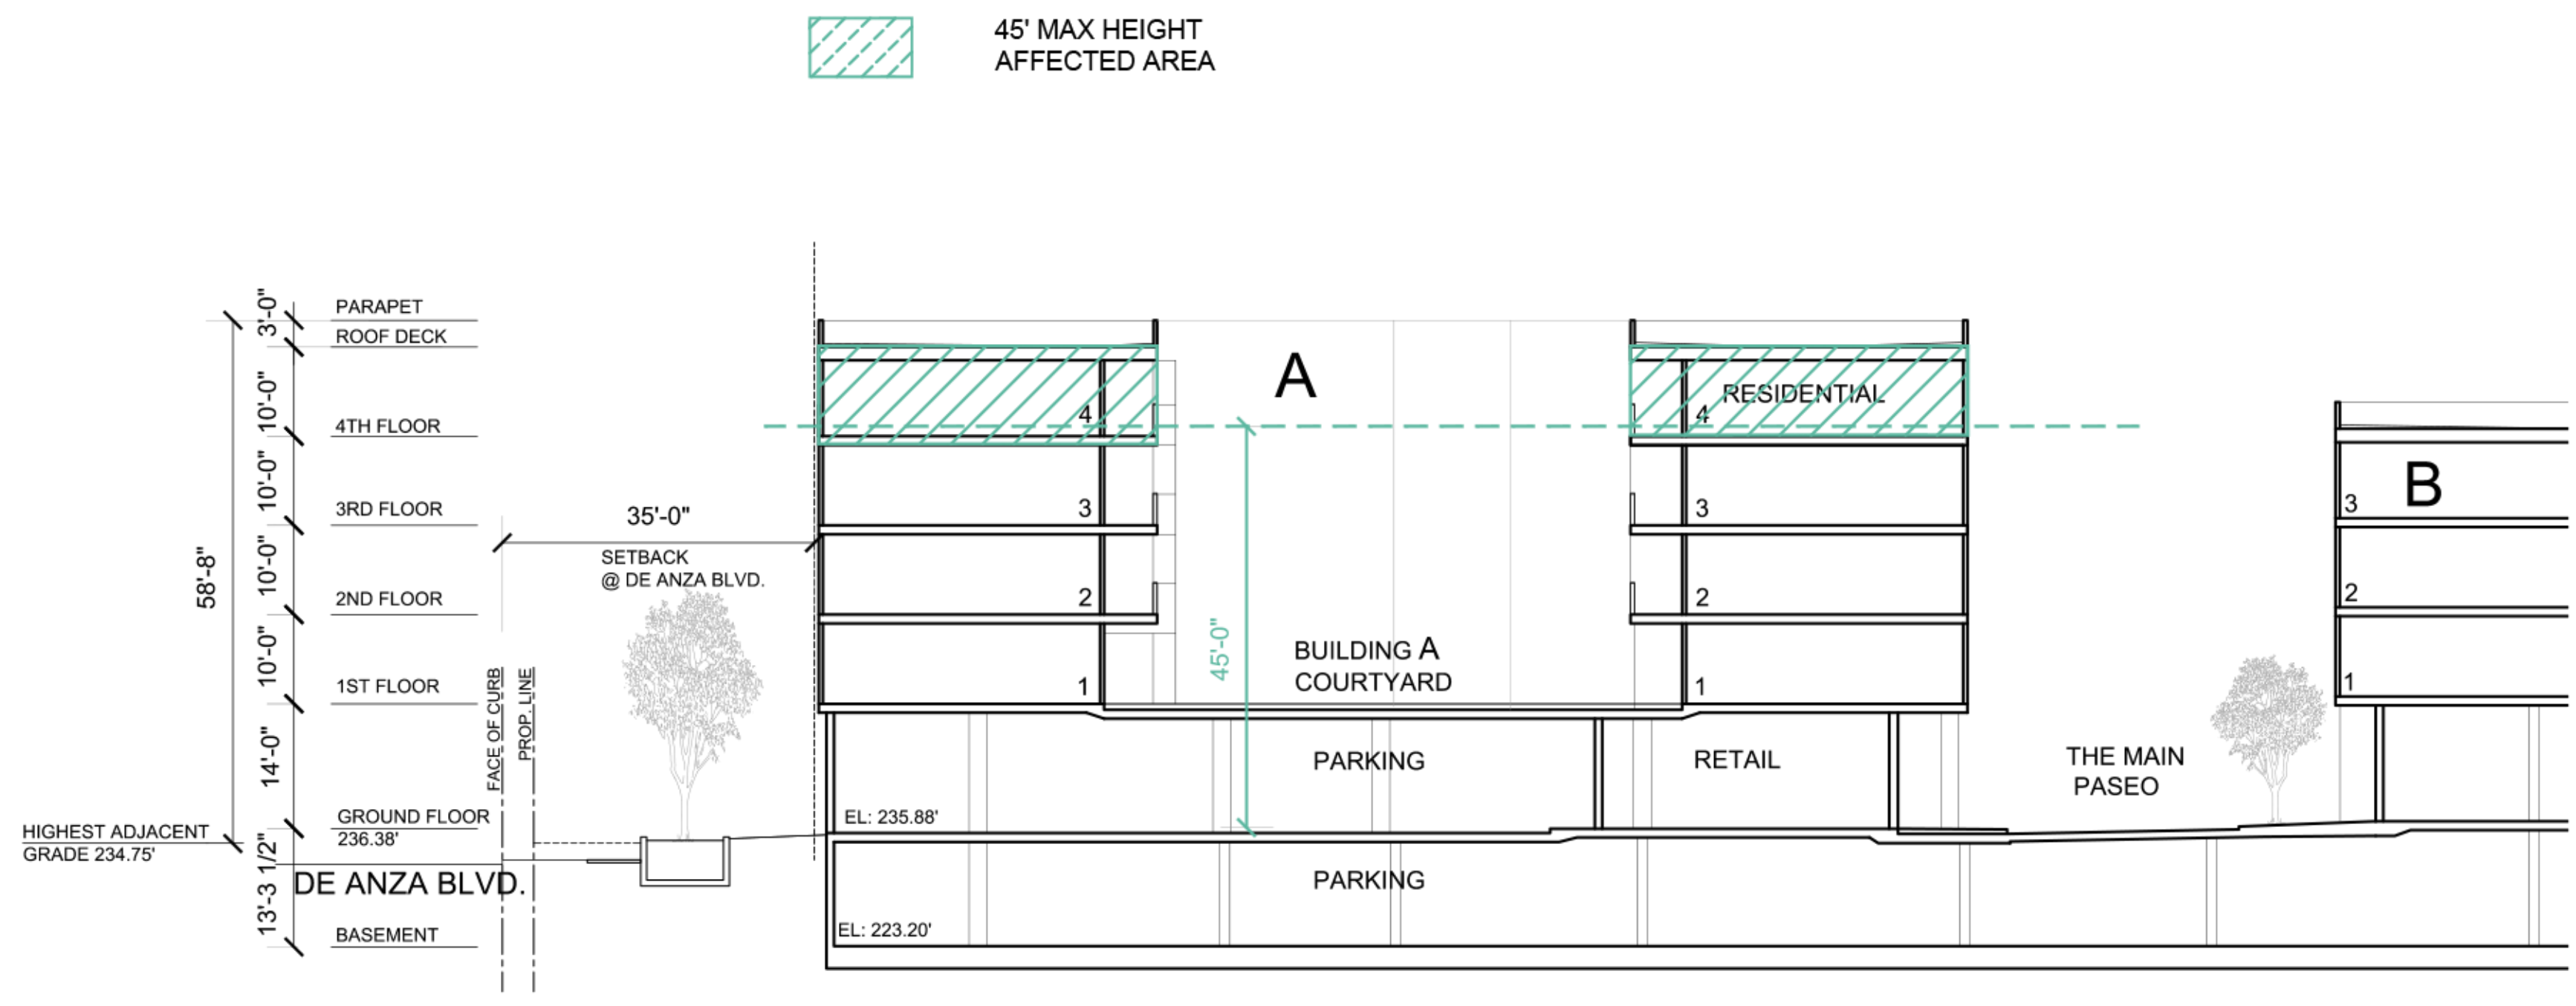 45' MAX HEIGHT
AFFECTED AREA
PARAPET
3'-0"
ROOF DECK
10'-0"
4TH FLOOR
10'-0"
3RD FLOOR
10'-0"
2ND FLOOR
10'-0"
1ST FLOOR
14'-0"
GROUND FLOOR
236.38'
13'-3 1/2"
BASEMENT
58'-8"
HIGHEST ADJACENT
GRADE 234.75'
DE ANZA BLVD.
FACE OF CURB
PROP. LINE
35'-0"
SETBACK
@ DE ANZA BLVD.
4
3
2
1
A
45'-0"
BUILDING A
COURTYARD
RESIDENTIAL
4
3
2
1
PARKING
RETAIL
EL: 235.88'
PARKING
EL: 223.20'
THE MAIN
PASEO
B
3
2
1